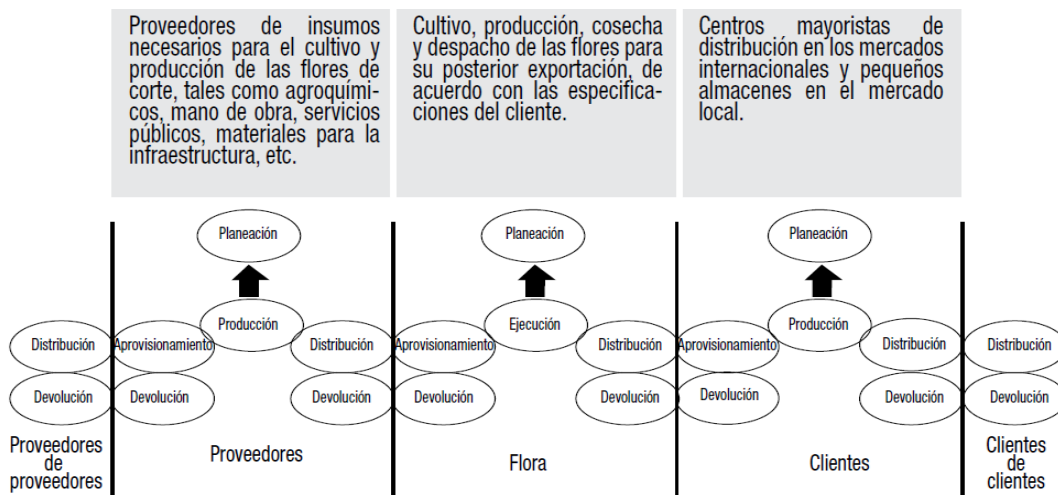 Proveedores de insumos
necesarios para el cultivo y
producción de las flores de
corte, tales como agroquími-
cos, mano de obra, servicios
públicos, materiales para la
infraestructura, etc.
Cultivo, producción, cosecha
y despacho de las flores para
su posterior exportación, de
acuerdo con las especifica-
ciones del cliente.
Centros mayoristas de
distribución en los mercados
internacionales y pequeños
almacenes en el mercado
local.
Planeación
Planeación
Planeación
Producción
Ejecución
Producción
Distribución
Aprovisionamiento
Distribución
Aprovisionamiento
Distribución
Aprovisionamiento
Distribución
Distribución
Devolución
Devolución
Devolución
Devolución
Devolución
Devolución
Devolución
Devolución
Proveedores
de
proveedores
Proveedores
Flora
Clientes
Clientes
de
clientes